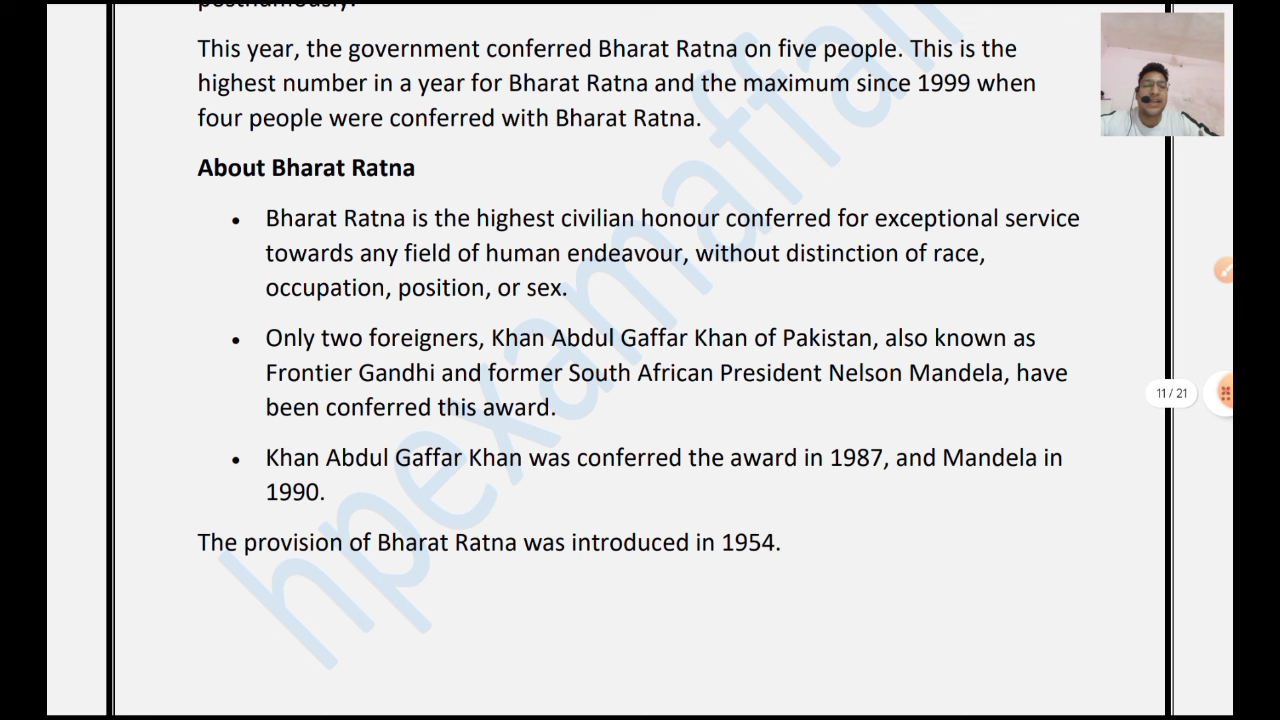 posthumously.
This year, the government conferred Bharat Ratna on five people. This is the
highest number in a year for Bharat Ratna and the maximum since 1999 when
four people were conferred with Bharat Ratna.
About Bharat Ratna
• Bharat Ratna is the highest civilian honour conferred for exceptional service
towards any field of human endeavour, without distinction of race,
occupation, position, or sex.
• Only two foreigners, Khan Abdul Gaffar Khan of Pakistan, also known as
Frontier Gandhi and former South African President Nelson Mandela, have
been conferred this award.
11 / 21
• Khan Abdul Gaffar Khan was conferred the award in 1987, and Mandela in
1990.
The provision of Bharat Ratna was introduced in 1954.
hpexamaffair